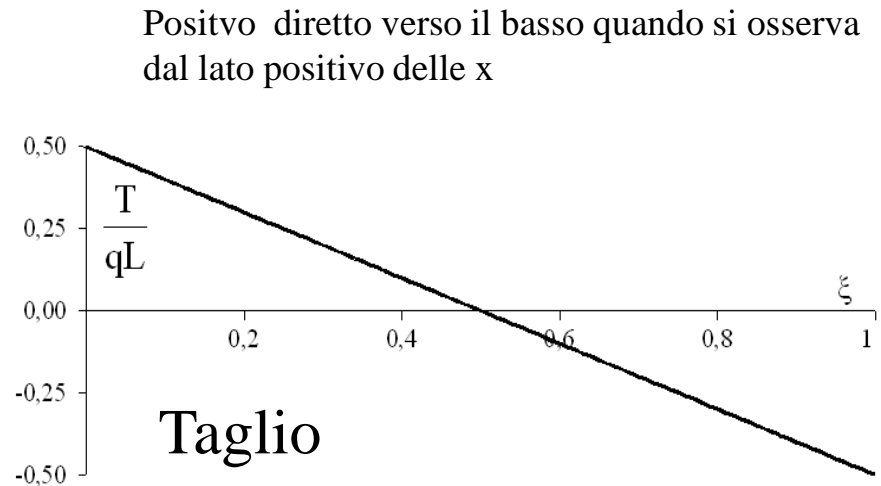 Positvo diretto verso il basso quando si osserva
dal lato positivo delle x
0,50
T
qL
0,25
0,00
ξ
0,2
0,4
0,6
0,8
1
-0,25
Taglio
-0,50